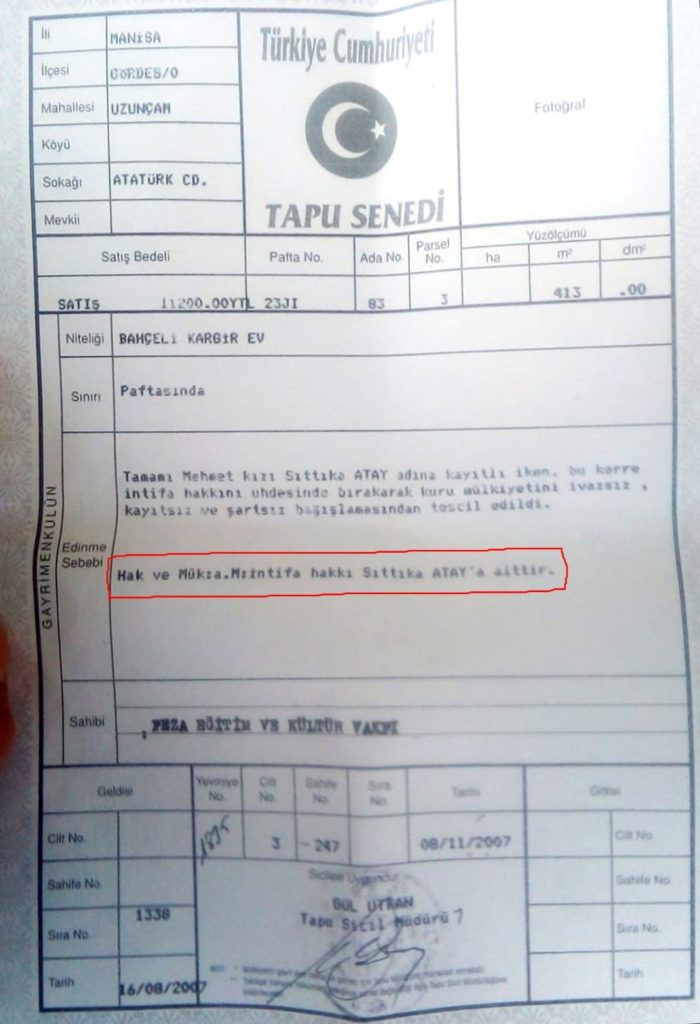 İli MANİSA
Türkiye Cumhuriyeti
İlçesi GÖRDES/O
Mahallesi UZUNÇAM
Fotoğraf
Köyü
Sokağı ATATÜRK CD.
Mevkii
TAPU SENEDİ
Satış Bedeli Pafta No. Ada No. Parsel No. Yüzölçümü
ha m² dm²
SATIŞ 11200.00YTL 23JI 83 3 413 .00
GAYRİMENKULÜN
Niteliği BAHÇELİ KARGİR EV
Sınırı Paftasında
Edinme Sebebi
Tamamı Mehmet kızı Sıttıka ATAY adına kayıtlı iken. bu kerre
intifa hakkını uhdesinde bırakarak kuru mülkiyetini ivazsız ,
kayıtsız ve şartsız bağışlamasından tescil edildi.
Hak ve Mükza.M:intifa hakkı Sıttıka ATAY'a aittir.
Sahibi FEZA EĞİTİM VE KÜLTÜR VAKFI
Geldisi Yevmiye No. Cilt No. Sahife No. Sıra No. Tarihi Gittisi
Cilt No. 1895 3 - 247 08/11/2007 Cilt No.
Sahife No. Siciline Uygundur Sahife No.
GÜL UTKAN
Sıra No. 1338 Tapu Sicil Müdürü Sıra No.
Tarih 16/08/2007 Tarih
NOT: